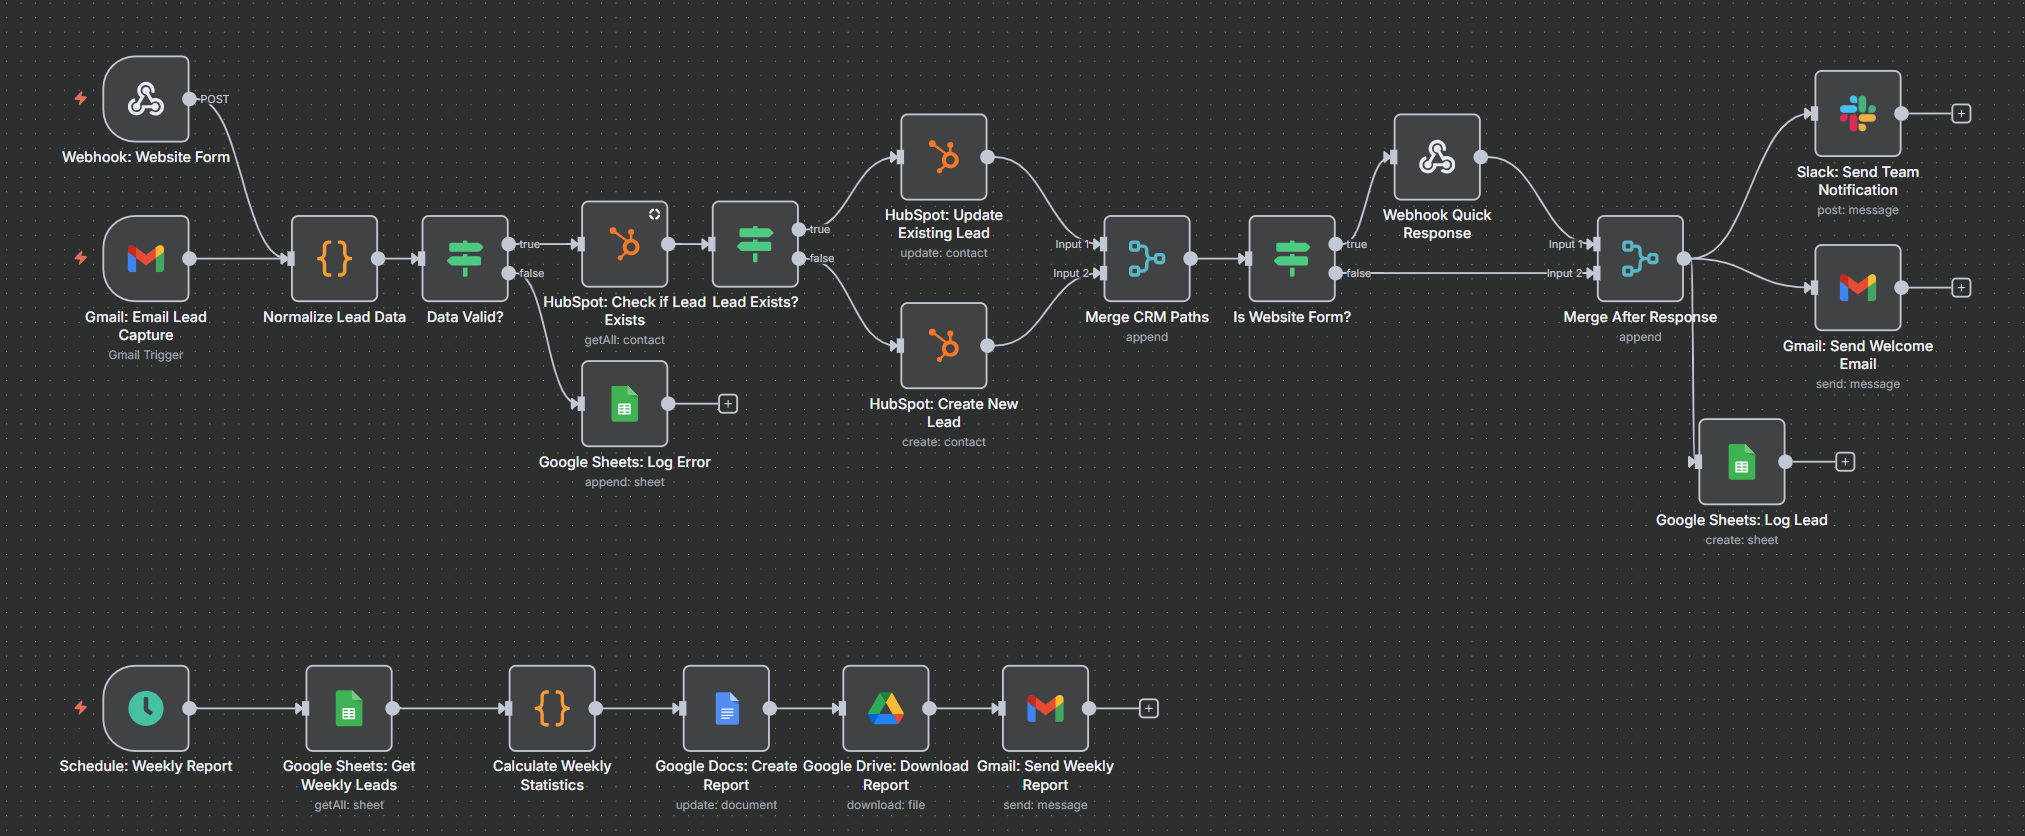 POST
Webhook: Website Form
Gmail: Email Lead
Capture
Gmail Trigger
Normalize Lead Data
true
false
Data Valid?
HubSpot: Check if Lead
Exists
getAll: contact
true
false
Lead Exists?
Google Sheets: Log Error
append: sheet
HubSpot: Update
Existing Lead
update: contact
HubSpot: Create New
Lead
create: contact
Input 1
Input 2
Merge CRM Paths
append
true
false
Is Website Form?
Webhook Quick
Response
Input 1
Input 2
Merge After Response
append
Slack: Send Team
Notification
post: message
Gmail: Send Welcome
Email
send: message
Google Sheets: Log Lead
create: sheet
Schedule: Weekly Report
Google Sheets: Get
Weekly Leads
getAll: sheet
Calculate Weekly
Statistics
Google Docs: Create
Report
update: document
Google Drive: Download
Report
download: file
Gmail: Send Weekly
Report
send: message